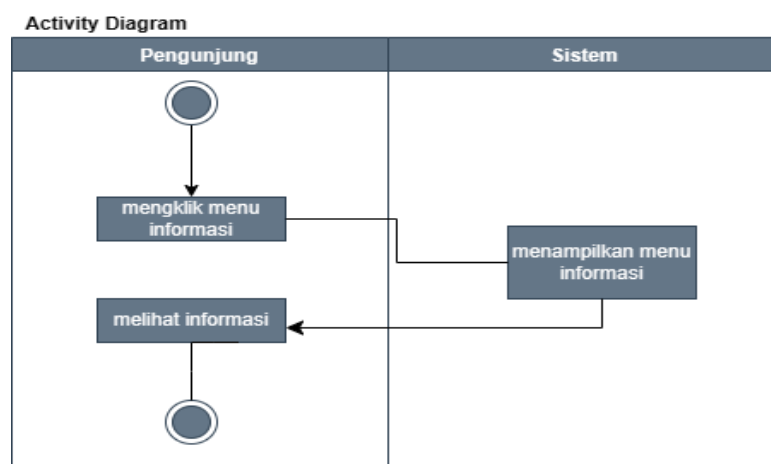 Activity Diagram
Pengunjung
Sistem
mengklik menu
informasi
menampilkan menu
informasi
melihat informasi